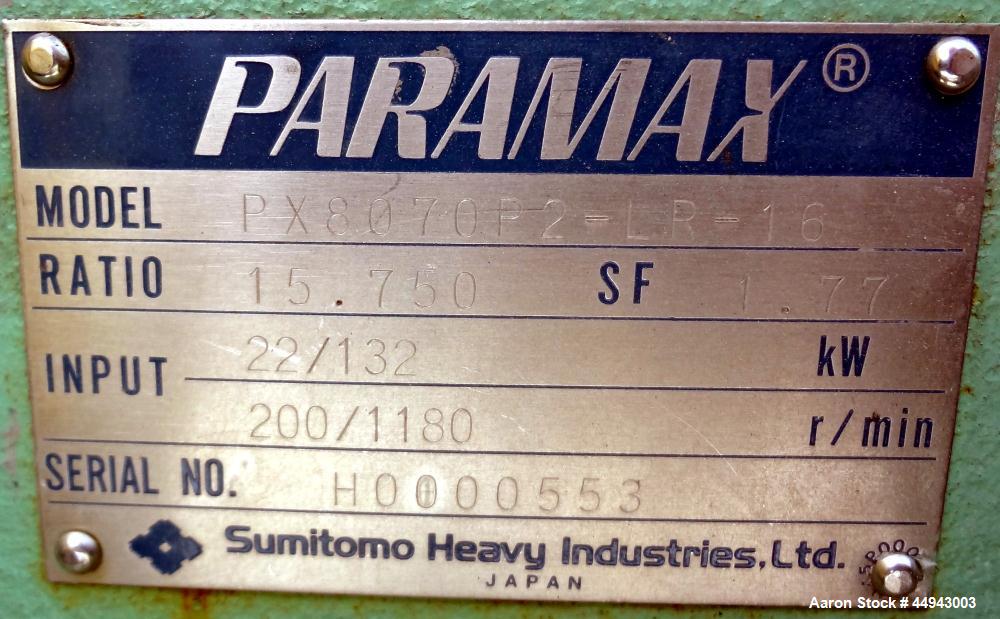 PARAMAX®
MODEL PX8070P2-LR-16
RATIO 15.750 SF 1.77
INPUT 22/132 kW
200/1180 r/min
SERIAL NO. H0000553
Sumitomo Heavy Industries, Ltd.
JAPAN
Aaron Stock # 44943003